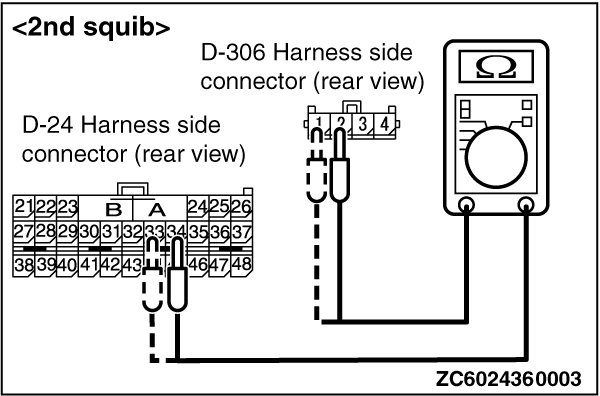 <2nd squib>
D-306 Harness side
connector (rear view)
1 2 3 4
D-24 Harness side
connector (rear view)
Ω
21 22 23 B A 24 25 26
27 28 29 30 31 32 33 34 35 36 37
38 39 40 41 42 43 46 47 48
ZC6024360003